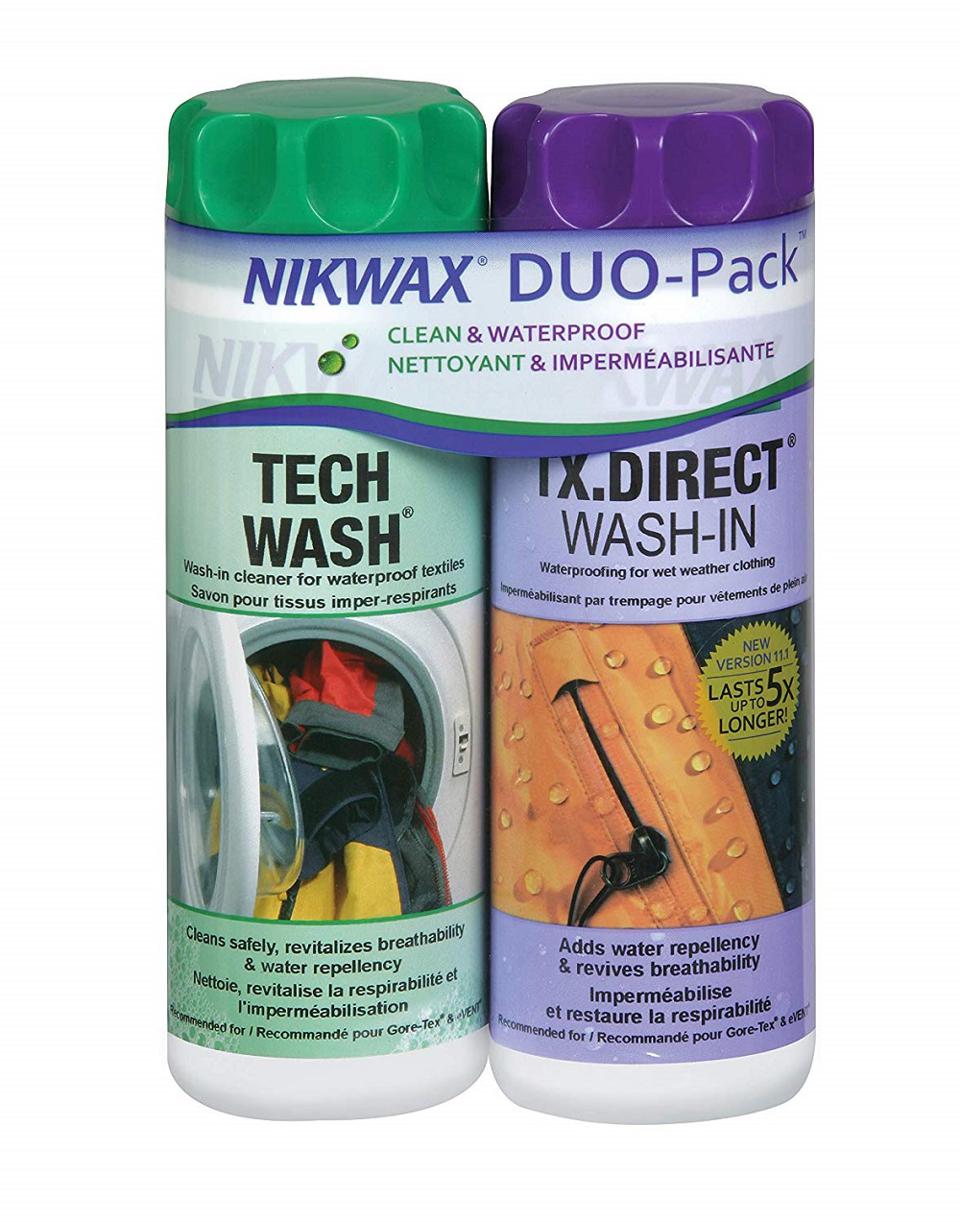 NIKWAX® DUO-Pack™
CLEAN & WATERPROOF
NETTOYANT & IMPERMÉABILISANTE
TECH
WASH®
Wash-in cleaner for waterproof textiles
Savon pour tissus imper-respirants
Cleans safely, revitalizes breathability
& water repellency
Nettoie, revitalise la respirabilité et
l'imperméabilisation
Recommended for / Recommandé pour Gore-Tex® & eVENT®
TX.DIRECT®
WASH-IN
Waterproofing for wet weather clothing
Imperméabilisant par trempage pour vêtements de plein
NEW
VERSION 11.1
LASTS
UP TO 5X
LONGER!
Adds water repellency
& revives breathability
Imperméabilise
et restaure la respirabilité
Recommended for / Recommandé pour Gore-Tex® & eVENT